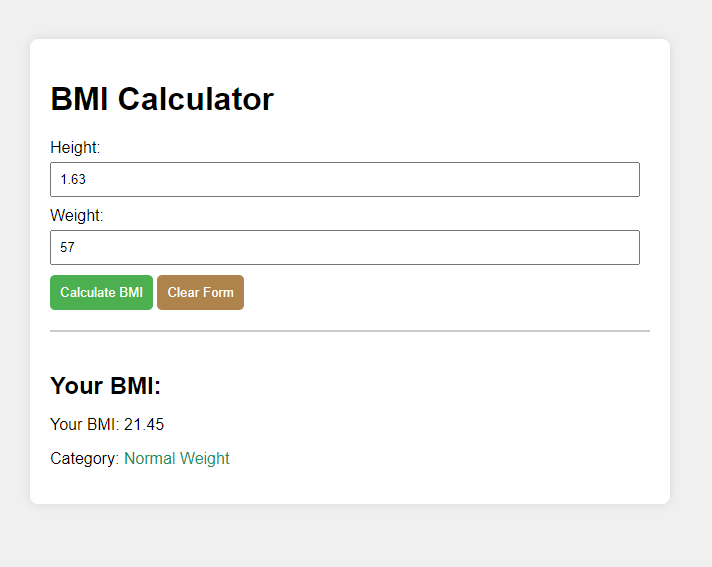 BMI Calculator
Height:
1.63
Weight:
57
Calculate BMI Clear Form
Your BMI:
Your BMI: 21.45
Category: Normal Weight